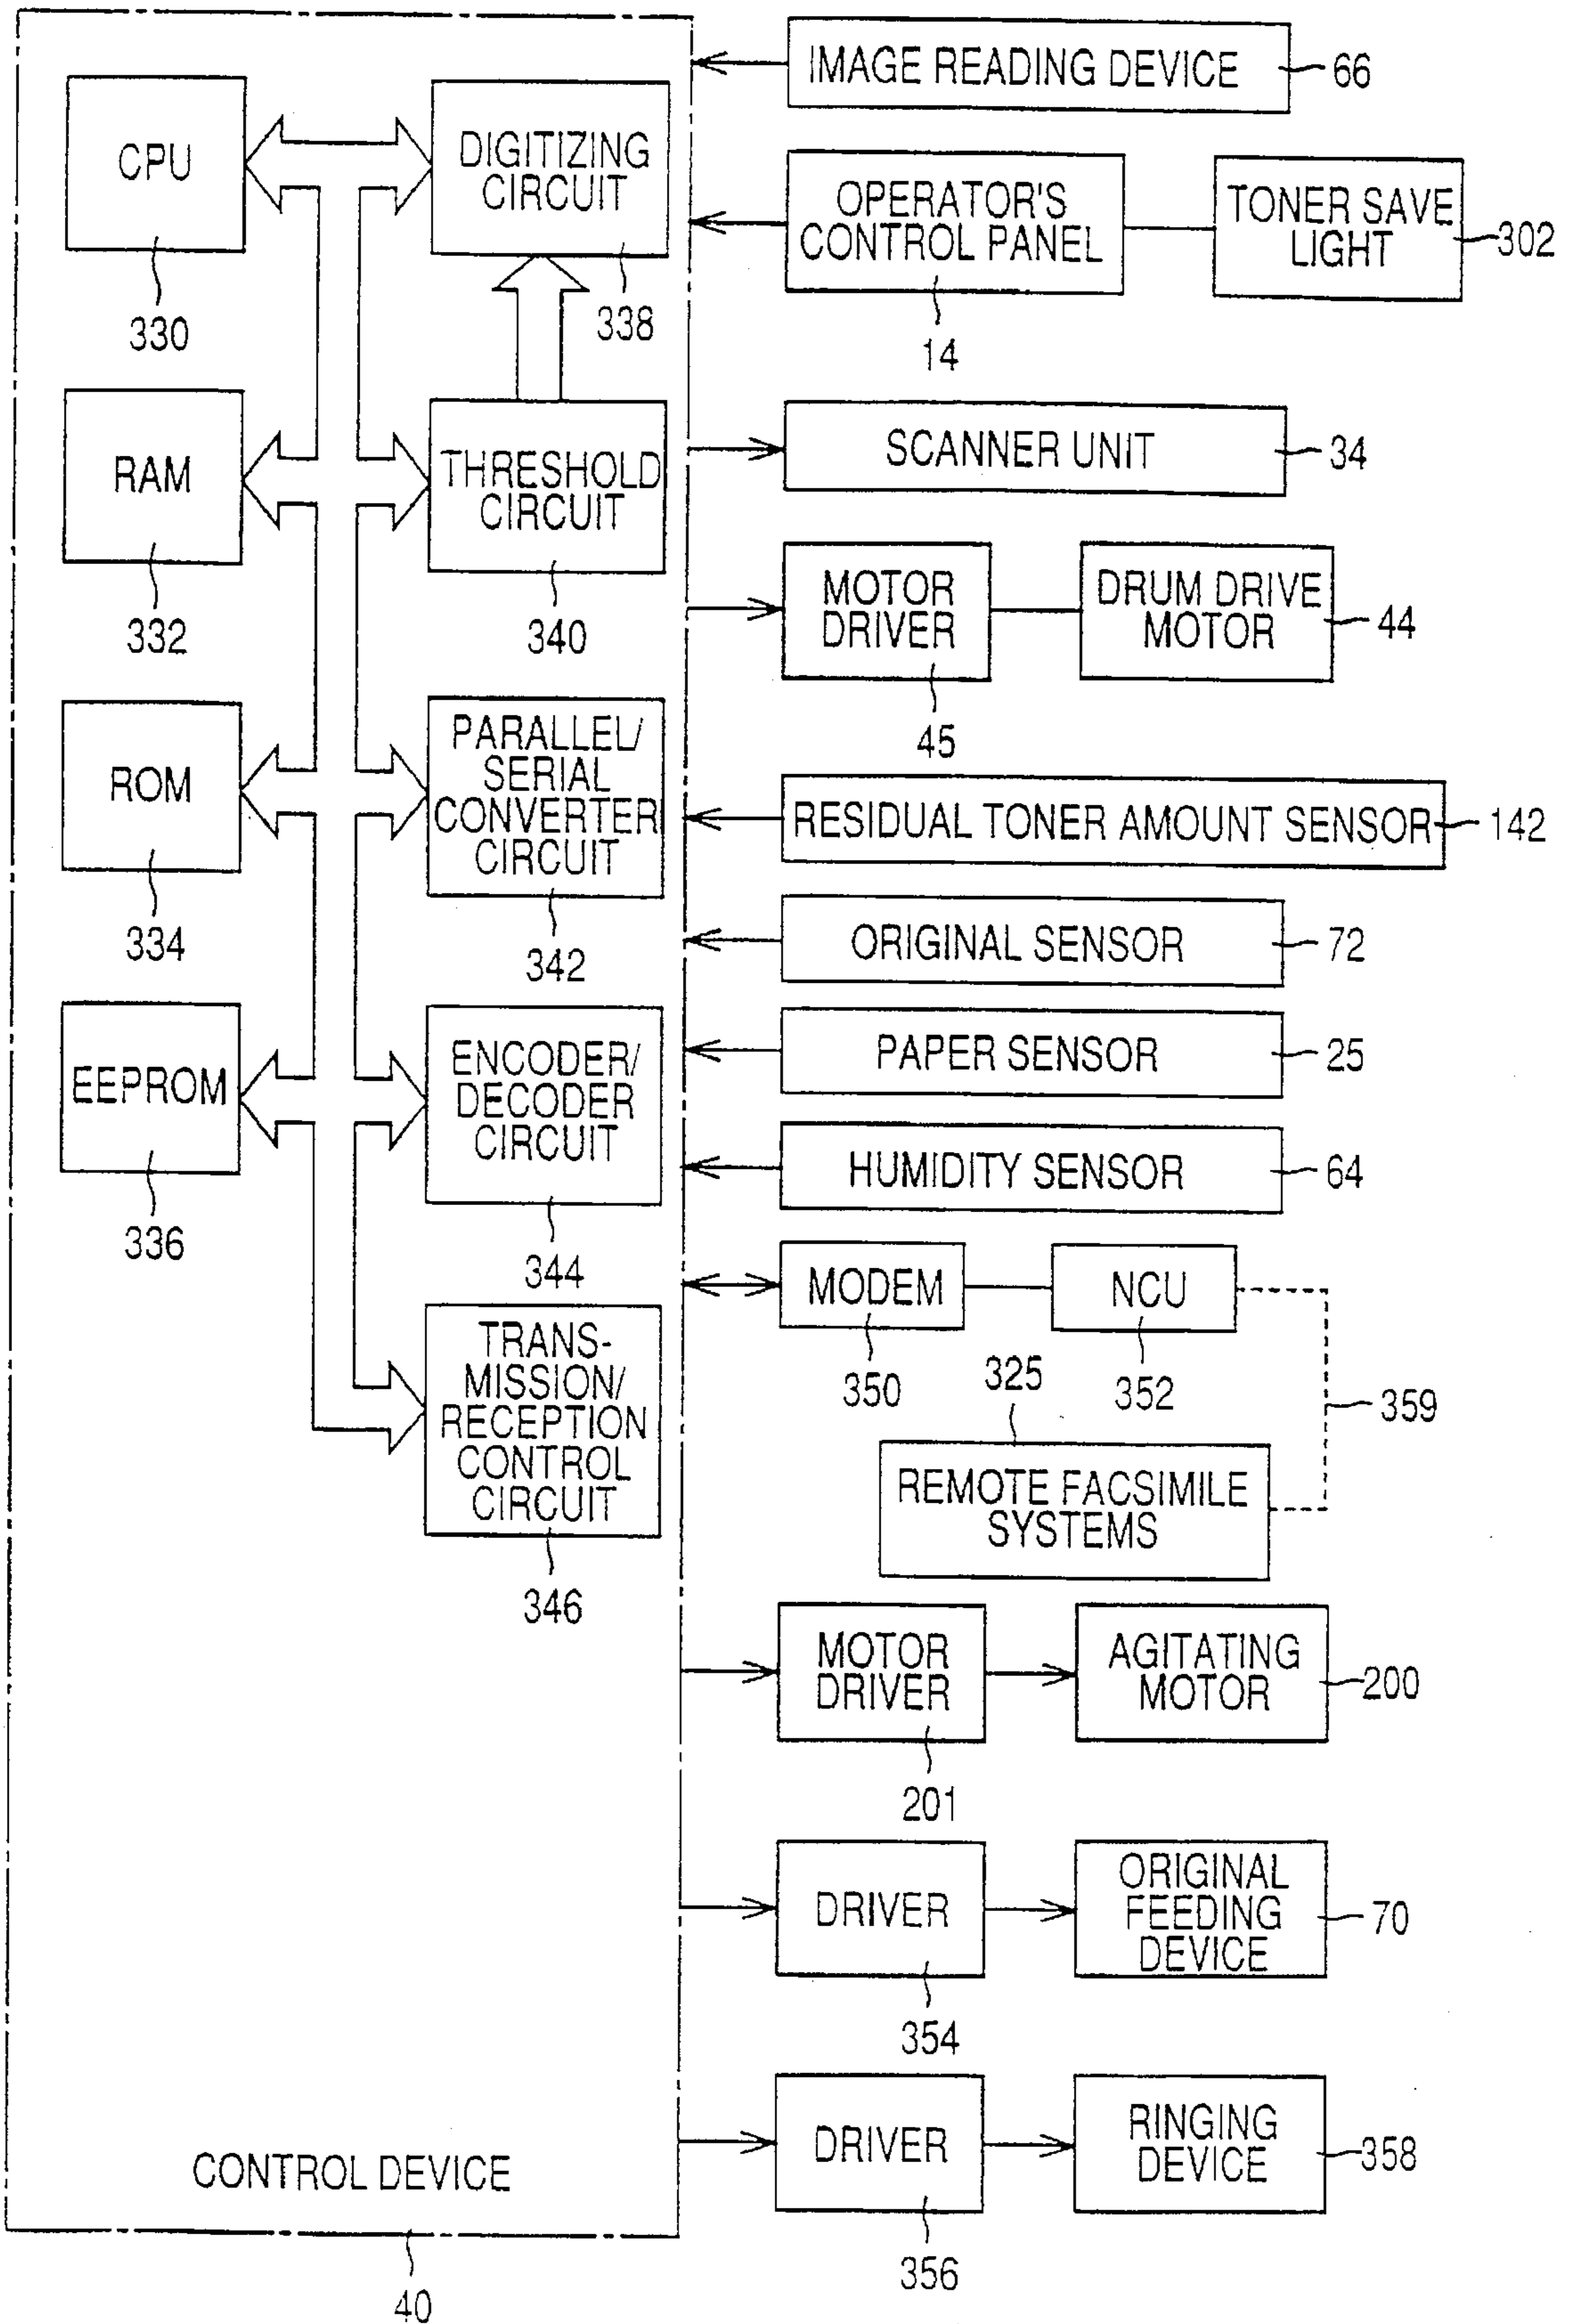 CPU
330
DIGITIZING
CIRCUIT
338
RAM
332
THRESHOLD
CIRCUIT
340
ROM
334
PARALLEL/
SERIAL
CONVERTER
CIRCUIT
342
EEPROM
336
ENCODER/
DECODER
CIRCUIT
344
TRANS-
MISSION/
RECEPTION
CONTROL
CIRCUIT
346
CONTROL DEVICE
40
IMAGE READING DEVICE
66
OPERATOR'S
CONTROL PANEL
14
TONER SAVE
LIGHT
302
SCANNER UNIT
34
MOTOR
DRIVER
45
DRUM DRIVE
MOTOR
44
RESIDUAL TONER AMOUNT SENSOR
142
ORIGINAL SENSOR
72
PAPER SENSOR
25
HUMIDITY SENSOR
64
MODEM
350
NCU
352
359
325
REMOTE FACSIMILE
SYSTEMS
MOTOR
DRIVER
201
AGITATING
MOTOR
200
DRIVER
354
ORIGINAL
FEEDING
DEVICE
70
DRIVER
356
RINGING
DEVICE
358